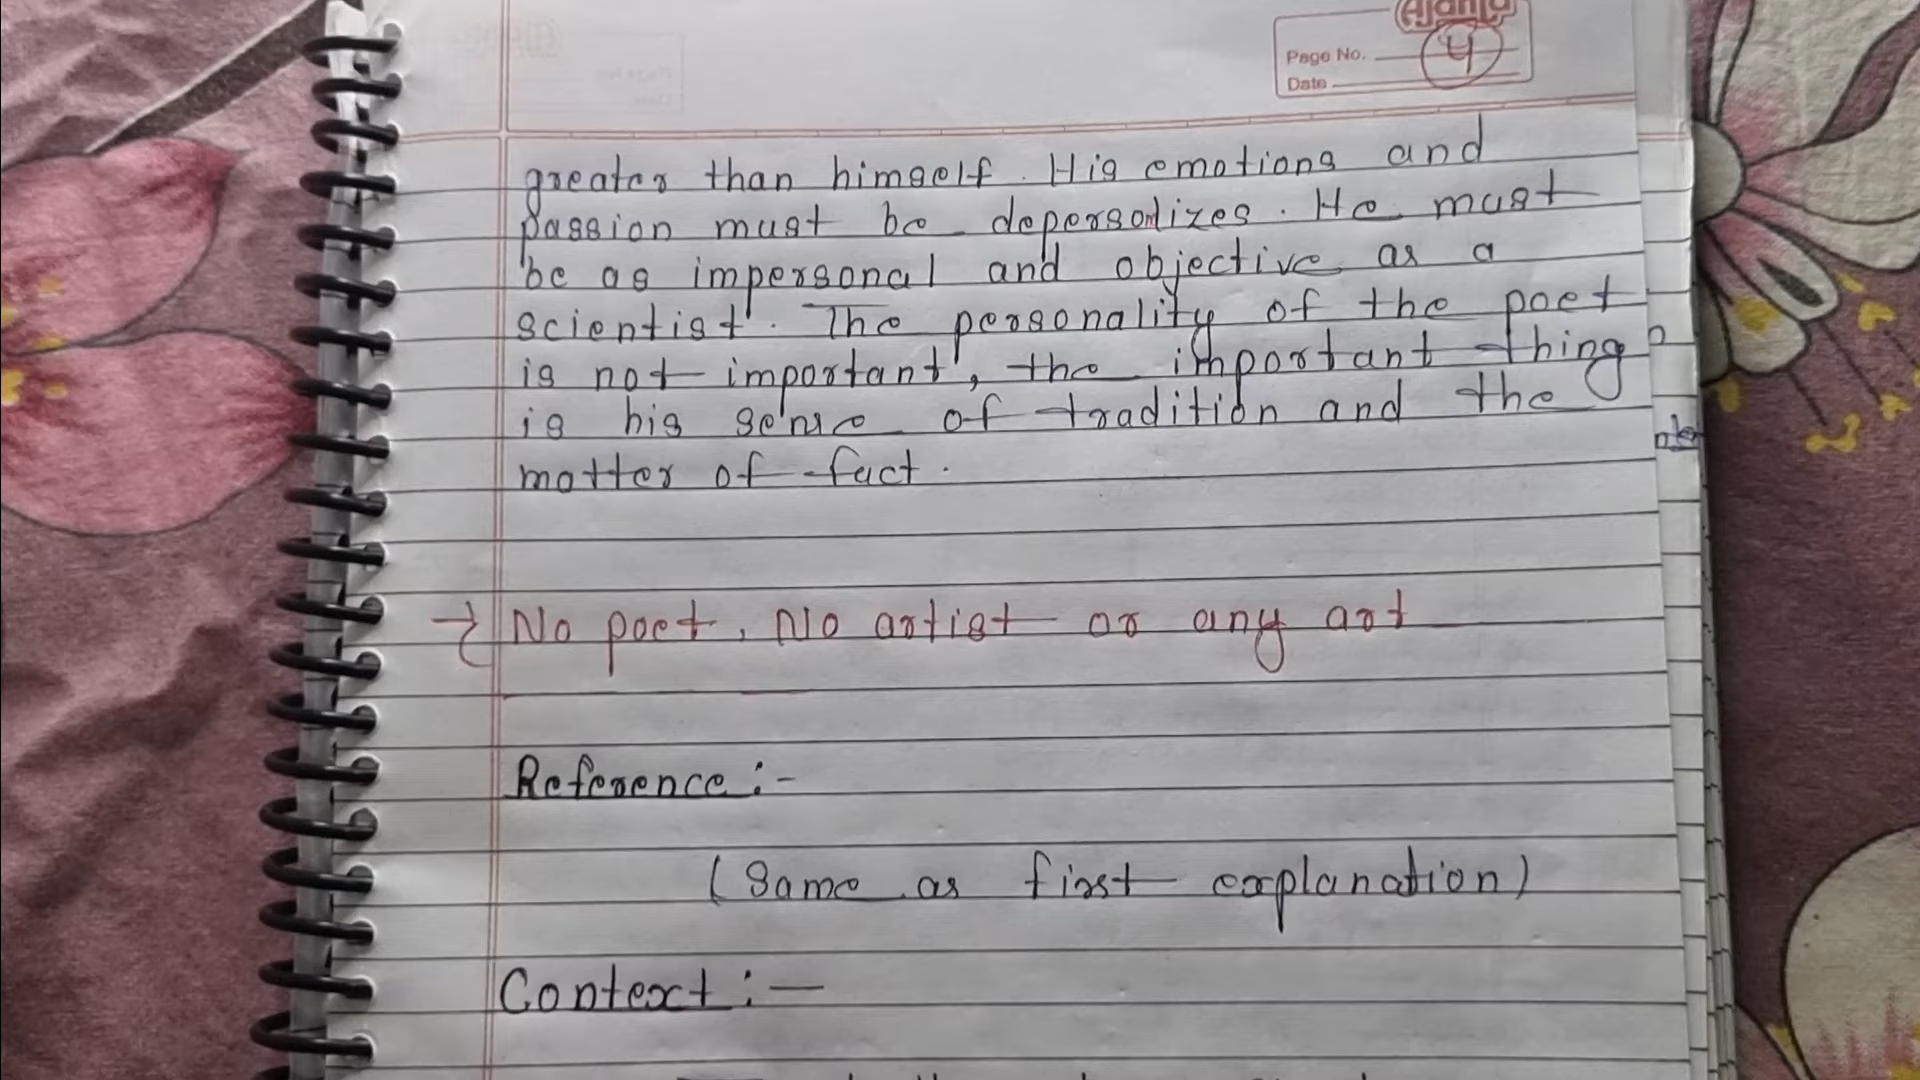 Ajanta
Page No. 4
Date
greater than himself. His emotions and
passion must be depersonlizes. He must
be as impersonal and objective as a
scientist. The personality of the poet
is not important, the important thing
is his sense of tradition and the
matter of fact.
→ No poet, No artist or any art
Reference :-
(Same as first explanation)
Context :-